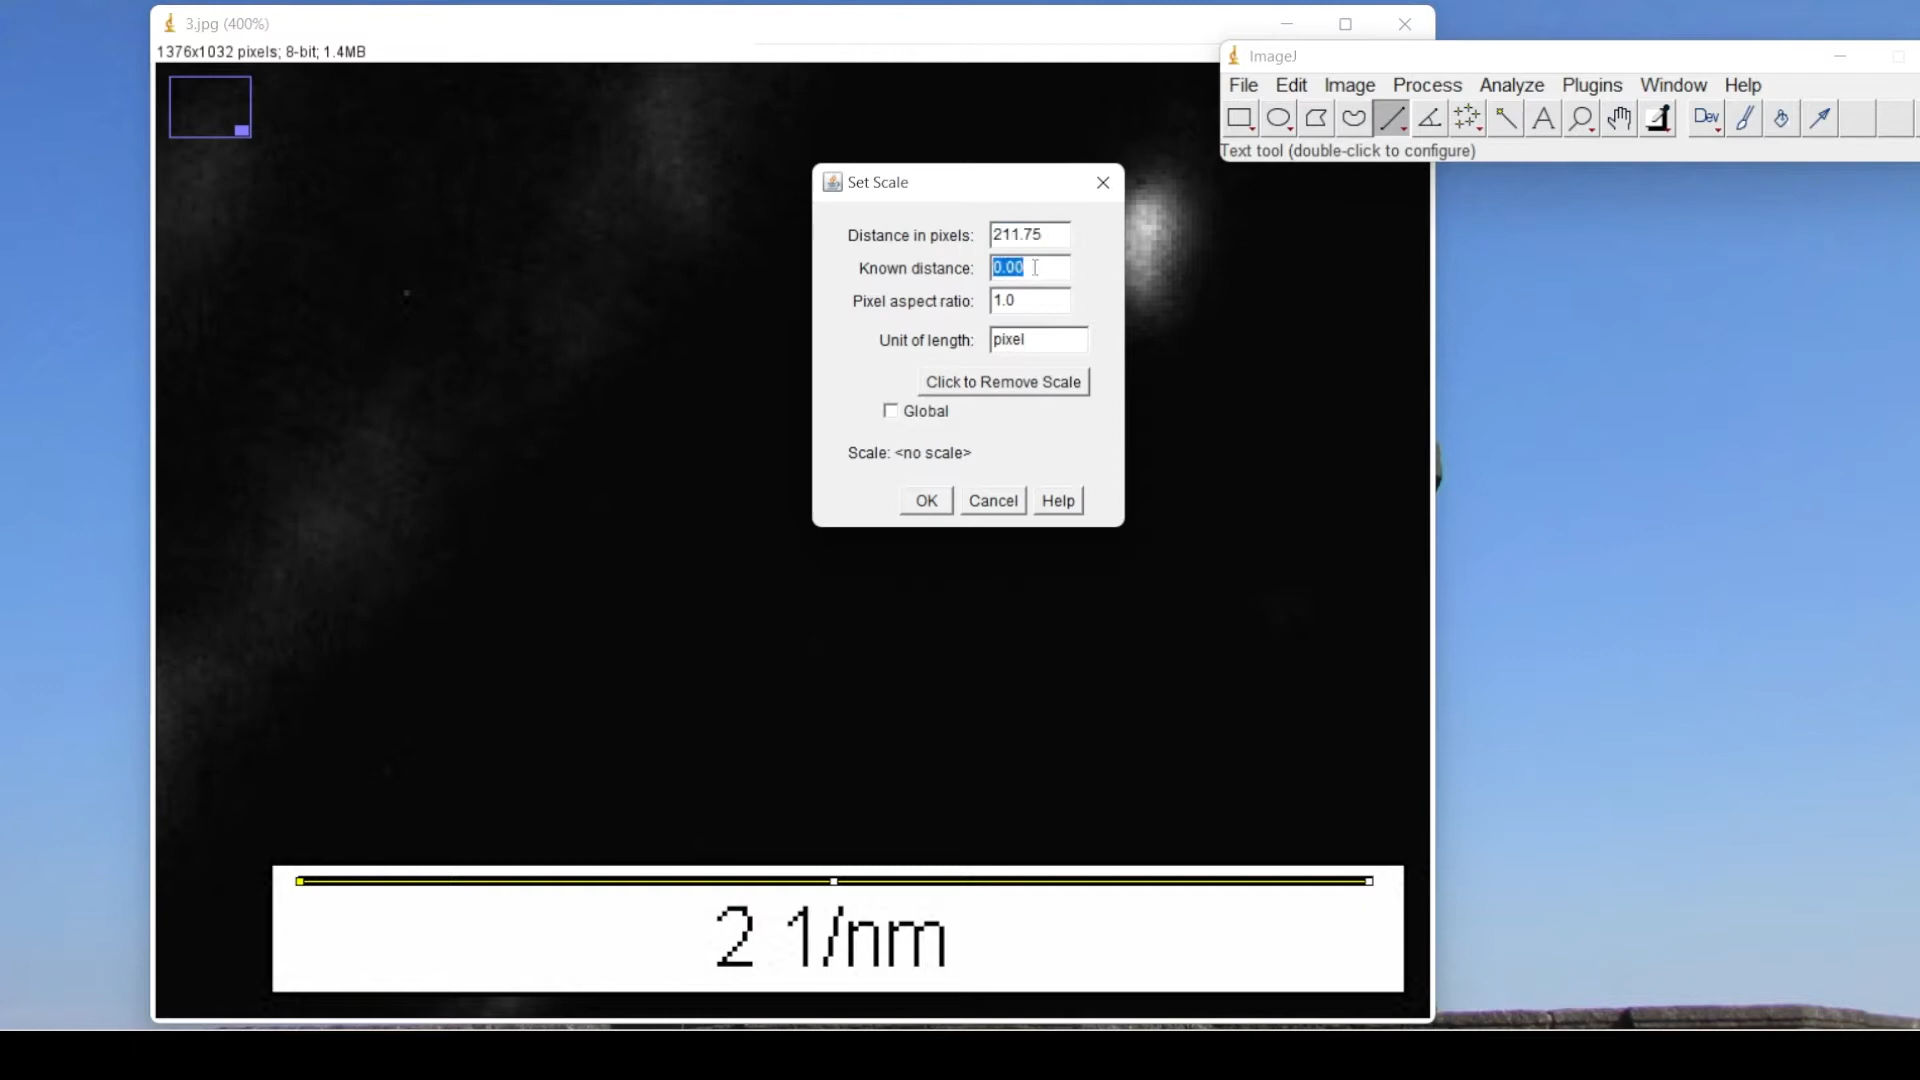 3.jpg (400%)
1376x1032 pixels; 8-bit; 1.4MB
ImageJ
File Edit Image Process Analyze Plugins Window Help
Dev
Text tool (double-click to configure)
Set Scale
Distance in pixels: 211.75
Known distance: 0.00
Pixel aspect ratio: 1.0
Unit of length: pixel
Click to Remove Scale
Global
Scale: <no scale>
OK Cancel Help
2 1/nm